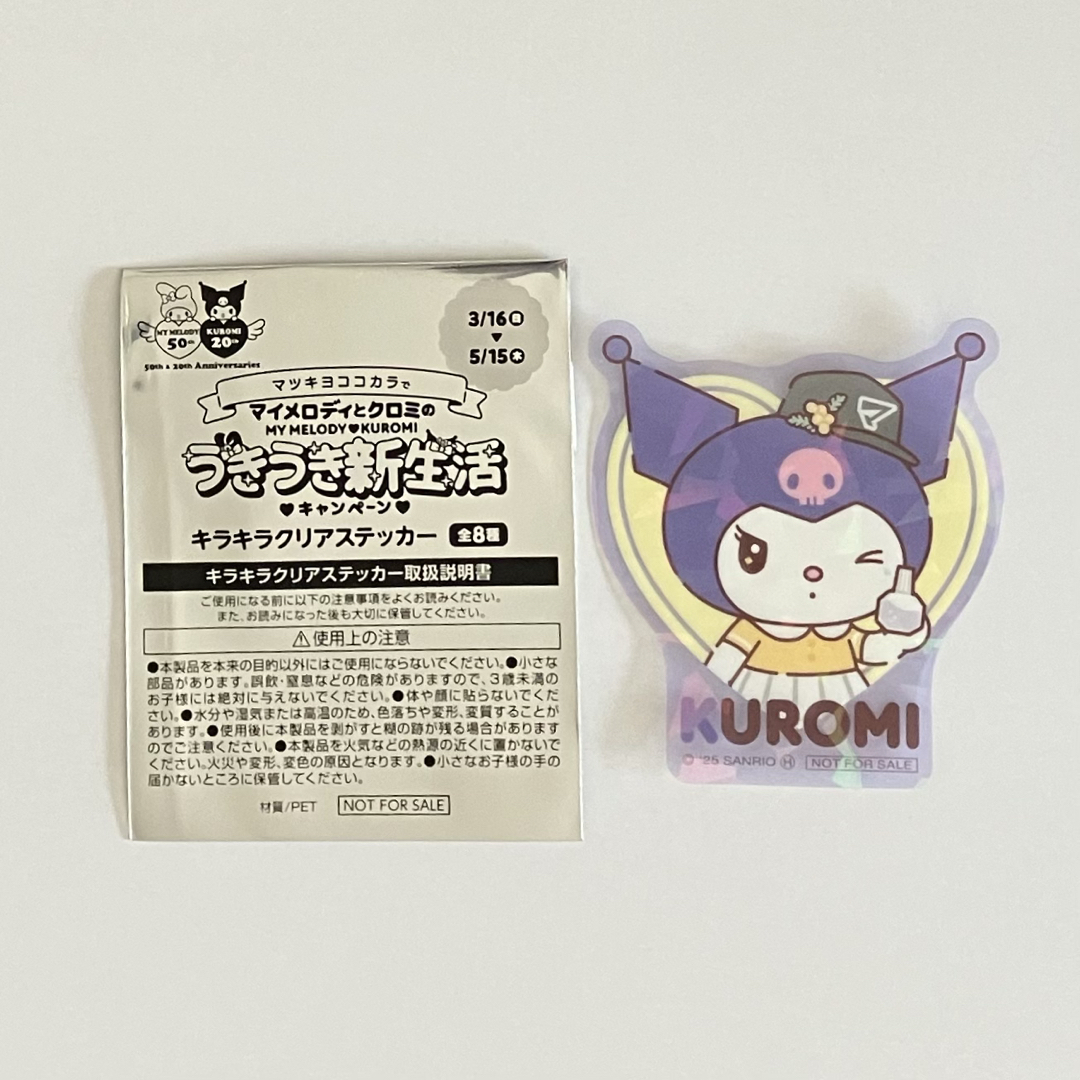 MY MELODY
50th
KUROMI
20th
50th & 20th Anniversaries
3/16㊐
▼
5/15㊍
マツキヨココカラで
マイメロディとクロミの
MY MELODY♥KUROMI
うきうき新生活
♥キャンペーン♥
キラキラクリアステッカー 全8種
キラキラクリアステッカー取扱説明書
ご使用になる前に以下の注意事項をよくお読みください。
また、お読みになった後も大切に保管してください。
⚠使用上の注意
●本製品を本来の目的以外にはご使用にならないでください。●小さな
部品があります。誤飲・窒息などの危険がありますので、3歳未満の
お子様には絶対に与えないでください。●体や顔に貼らないでくだ
さい。●水分や湿気または高温のため、色落ちや変形、変質することが
あります。●使用後に本製品を剥がすと糊の跡が残る場合があります
のでご注意ください。●本製品を火気などの熱源の近くに置かないで
ください。火災や変形、変色の原因となります。●小さなお子様の手の
届かないところに保管してください。
材質/PET NOT FOR SALE
KUROMI
© '25 SANRIO Ⓗ NOT FOR SALE